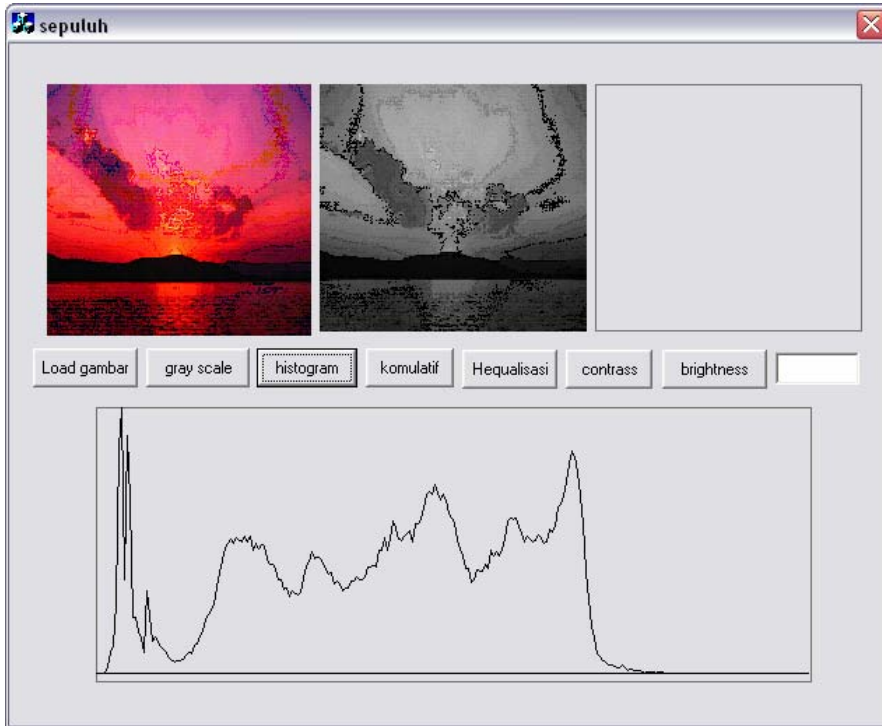 sepuluh
Load gambar
gray scale
histogram
komulatif
Hequalisasi
contrass
brightness